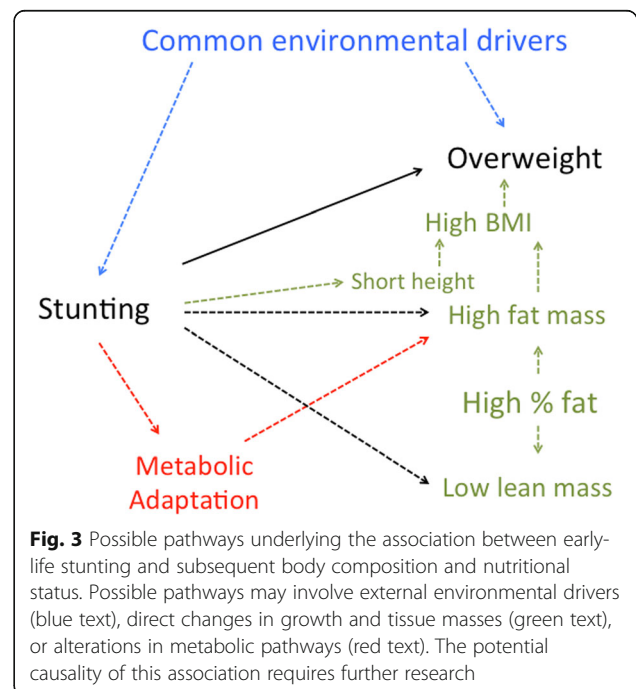 Common environmental drivers
Overweight
High BMI
Short height
Stunting
High fat mass
High % fat
Metabolic
Adaptation
Low lean mass
Fig. 3 Possible pathways underlying the association between early-
life stunting and subsequent body composition and nutritional
status. Possible pathways may involve external environmental drivers
(blue text), direct changes in growth and tissue masses (green text),
or alterations in metabolic pathways (red text). The potential
causality of this association requires further research